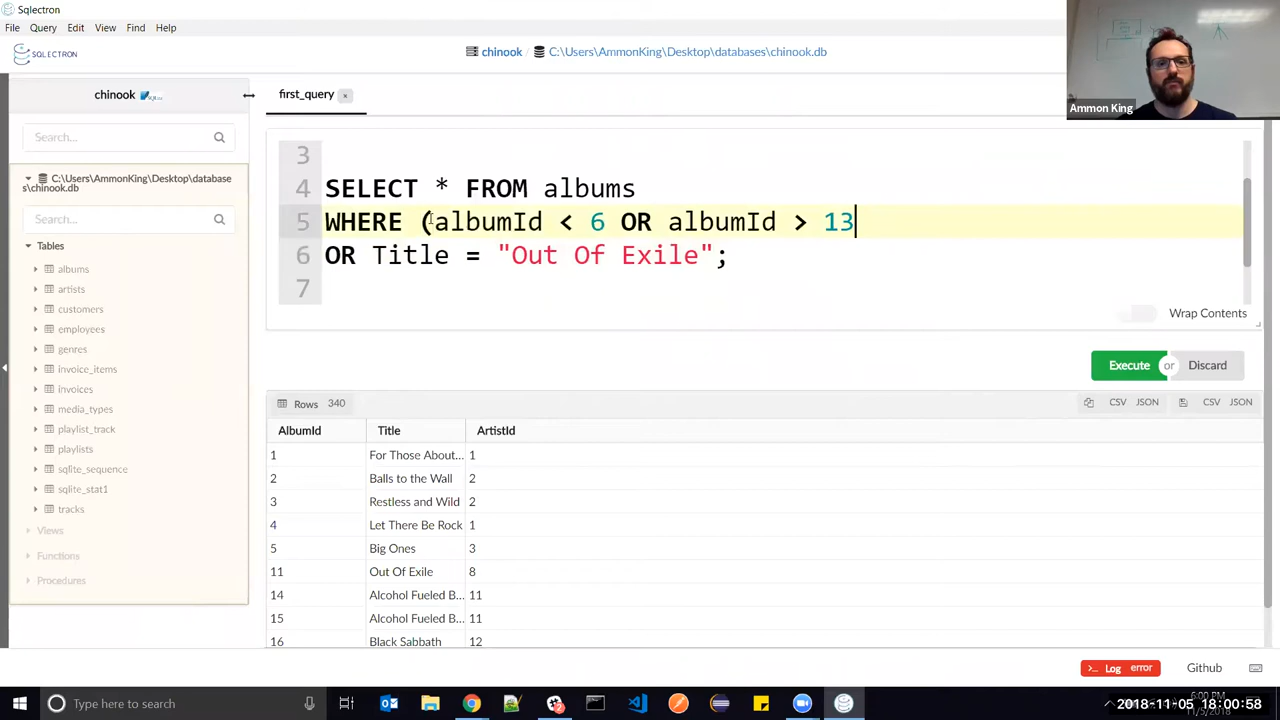 Sqlectron
File Query Edit View Find Help
SQLECTRON
chinook C:\Users\AmmonKing\Desktop\databases\chinook.db
Ammon King
chinook
first_query
Search...
C:\Users\AmmonKing\Desktop\database
s\chinook.db
Search...
Tables
albums
artists
customers
employees
genres
invoice_items
invoices
media_types
playlist_track
playlists
sqlite_sequence
sqlite_stat1
tracks
Views
Functions
Procedures
3
4 SELECT * FROM albums
5 WHERE (albumId < 6 OR albumId > 13
6 OR Title = "Out Of Exile";
7
Wrap Contents
Execute or Discard
Rows 340 CSV JSON CSV JSON
AlbumId Title ArtistId
1 For Those About... 1
2 Balls to the Wall 2
3 Restless and Wild 2
4 Let There Be Rock 1
5 Big Ones 3
11 Out Of Exile 8
14 Alcohol Fueled B... 11
15 Alcohol Fueled B... 11
16 Black Sabbath 12
>_ Log error Github
Type here to search
6:00 PM
2018-11-05 18:00:58